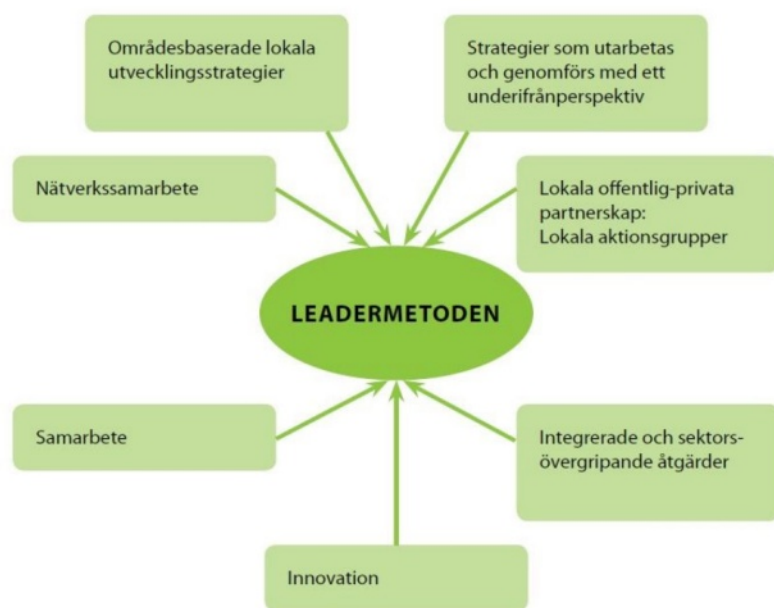 Områdesbaserade lokala
utvecklingsstrategier
Strategier som utarbetas
och genomförs med ett
underifrånperspektiv
Nätverkssamarbete
Lokala offentlig-privata
partnerskap:
Lokala aktionsgrupper
LEADERMETODEN
Samarbete
Integrerade och sektors-
övergripande åtgärder
Innovation